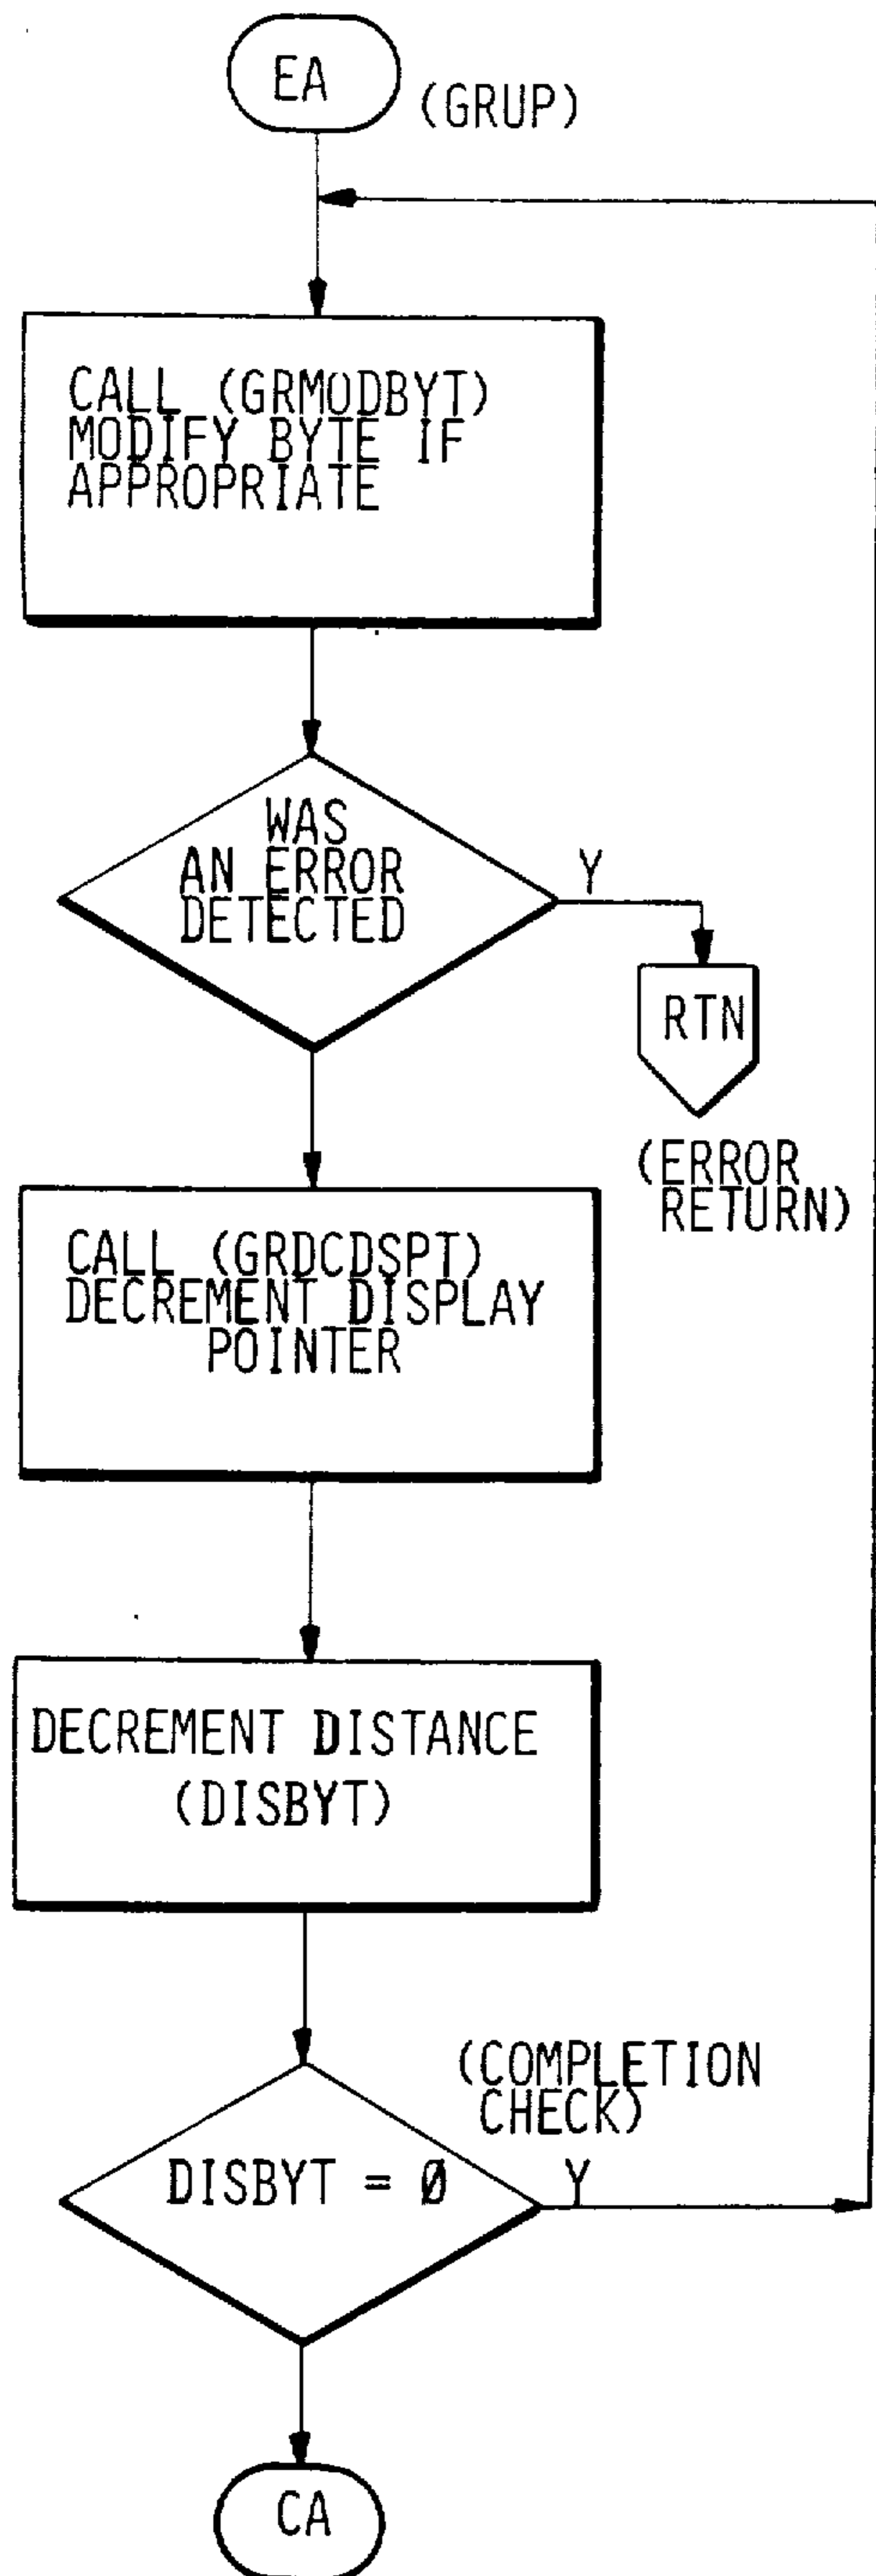 EA
(GRUP)
CALL (GRMODBYT)
MODIFY BYTE IF
APPROPRIATE
WAS
AN ERROR
DETECTED
Y
RTN
(ERROR
RETURN)
CALL (GRDCDSPT)
DECREMENT DISPLAY
POINTER
DECREMENT DISTANCE
(DISBYT)
(COMPLETION
CHECK)
DISBYT = Ø
Y
CA